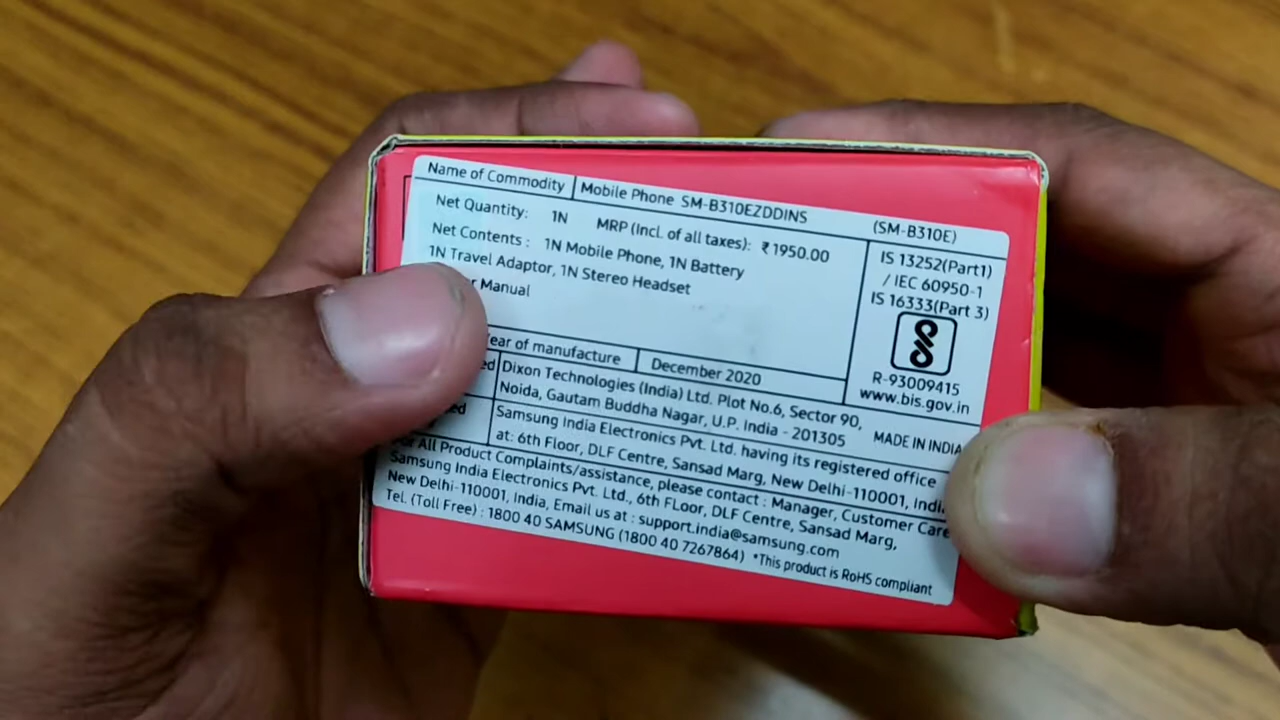 Name of Commodity Mobile Phone SM-B310EZDDINS (SM-B310E)
Net Quantity: 1N MRP (Incl. of all taxes): ₹1950.00
Net Contents : 1N Mobile Phone, 1N Battery
1N Travel Adaptor, 1N Stereo Headset
Manual
IS 13252(Part1)
/ IEC 60950-1
IS 16333(Part 3)
R-93009415
www.bis.gov.in
Year of manufacture December 2020
Dixon Technologies (India) Ltd. Plot No.6, Sector 90,
Noida, Gautam Buddha Nagar, U.P. India - 201305 MADE IN INDIA
Samsung India Electronics Pvt. Ltd. having its registered office
at: 6th Floor, DLF Centre, Sansad Marg, New Delhi-110001, India
For All Product Complaints/assistance, please contact : Manager, Customer Care
Samsung India Electronics Pvt. Ltd., 6th Floor, DLF Centre, Sansad Marg,
New Delhi-110001, India, Email us at : support.india@samsung.com
Tel. (Toll Free) : 1800 40 SAMSUNG (1800 40 7267864) *This product is RoHS compliant